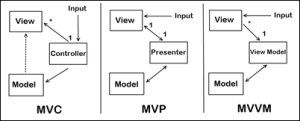 Input
View
*
1
Controller
Model
MVC
Input
View
1
1
Presenter
Model
MVP
Input
View
*
1
View Model
Model
MVVM